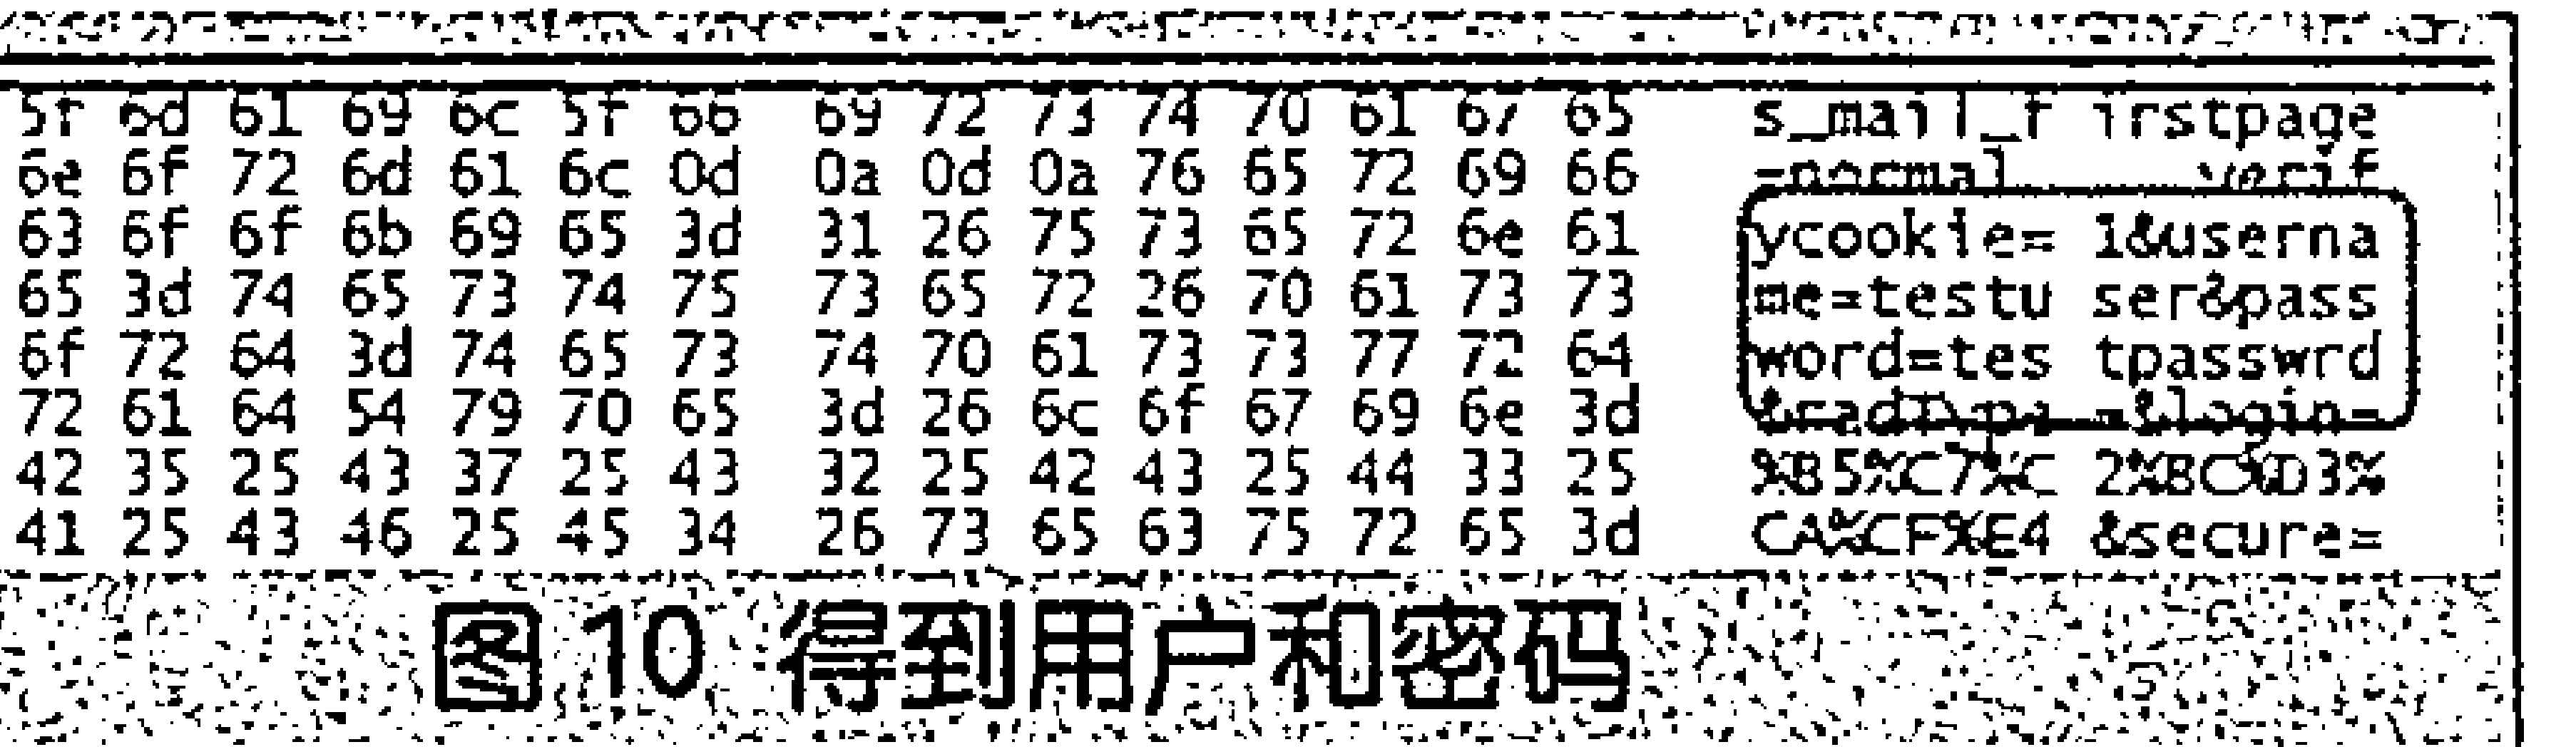 5f 6d 61 69 6c 5f 66 69 72 73 74 70 61 67 65 s_mail_f irstpage
6e 6f 72 6d 61 6c 0d 0a 0d 0a 76 65 72 69 66 =normal.. ..verif
63 6f 6f 6b 69 65 3d 31 26 75 73 65 72 6e 61 ycookie= 1&userna
65 3d 74 65 73 74 75 73 65 72 26 70 61 73 73 me=testu ser&pass
6f 72 64 3d 74 65 73 74 70 61 73 73 77 72 64 word=tes tpasswrd
72 61 64 54 79 70 65 3d 26 6c 6f 67 69 6e 3d &radType =&login=
42 35 25 43 37 25 43 32 25 42 43 25 44 33 25 %B5%C7%C 2%BC%D3%
41 25 43 46 25 45 34 26 73 65 63 75 72 65 3d CA%CF%E4 &secure=
图 10 得到用户和密码